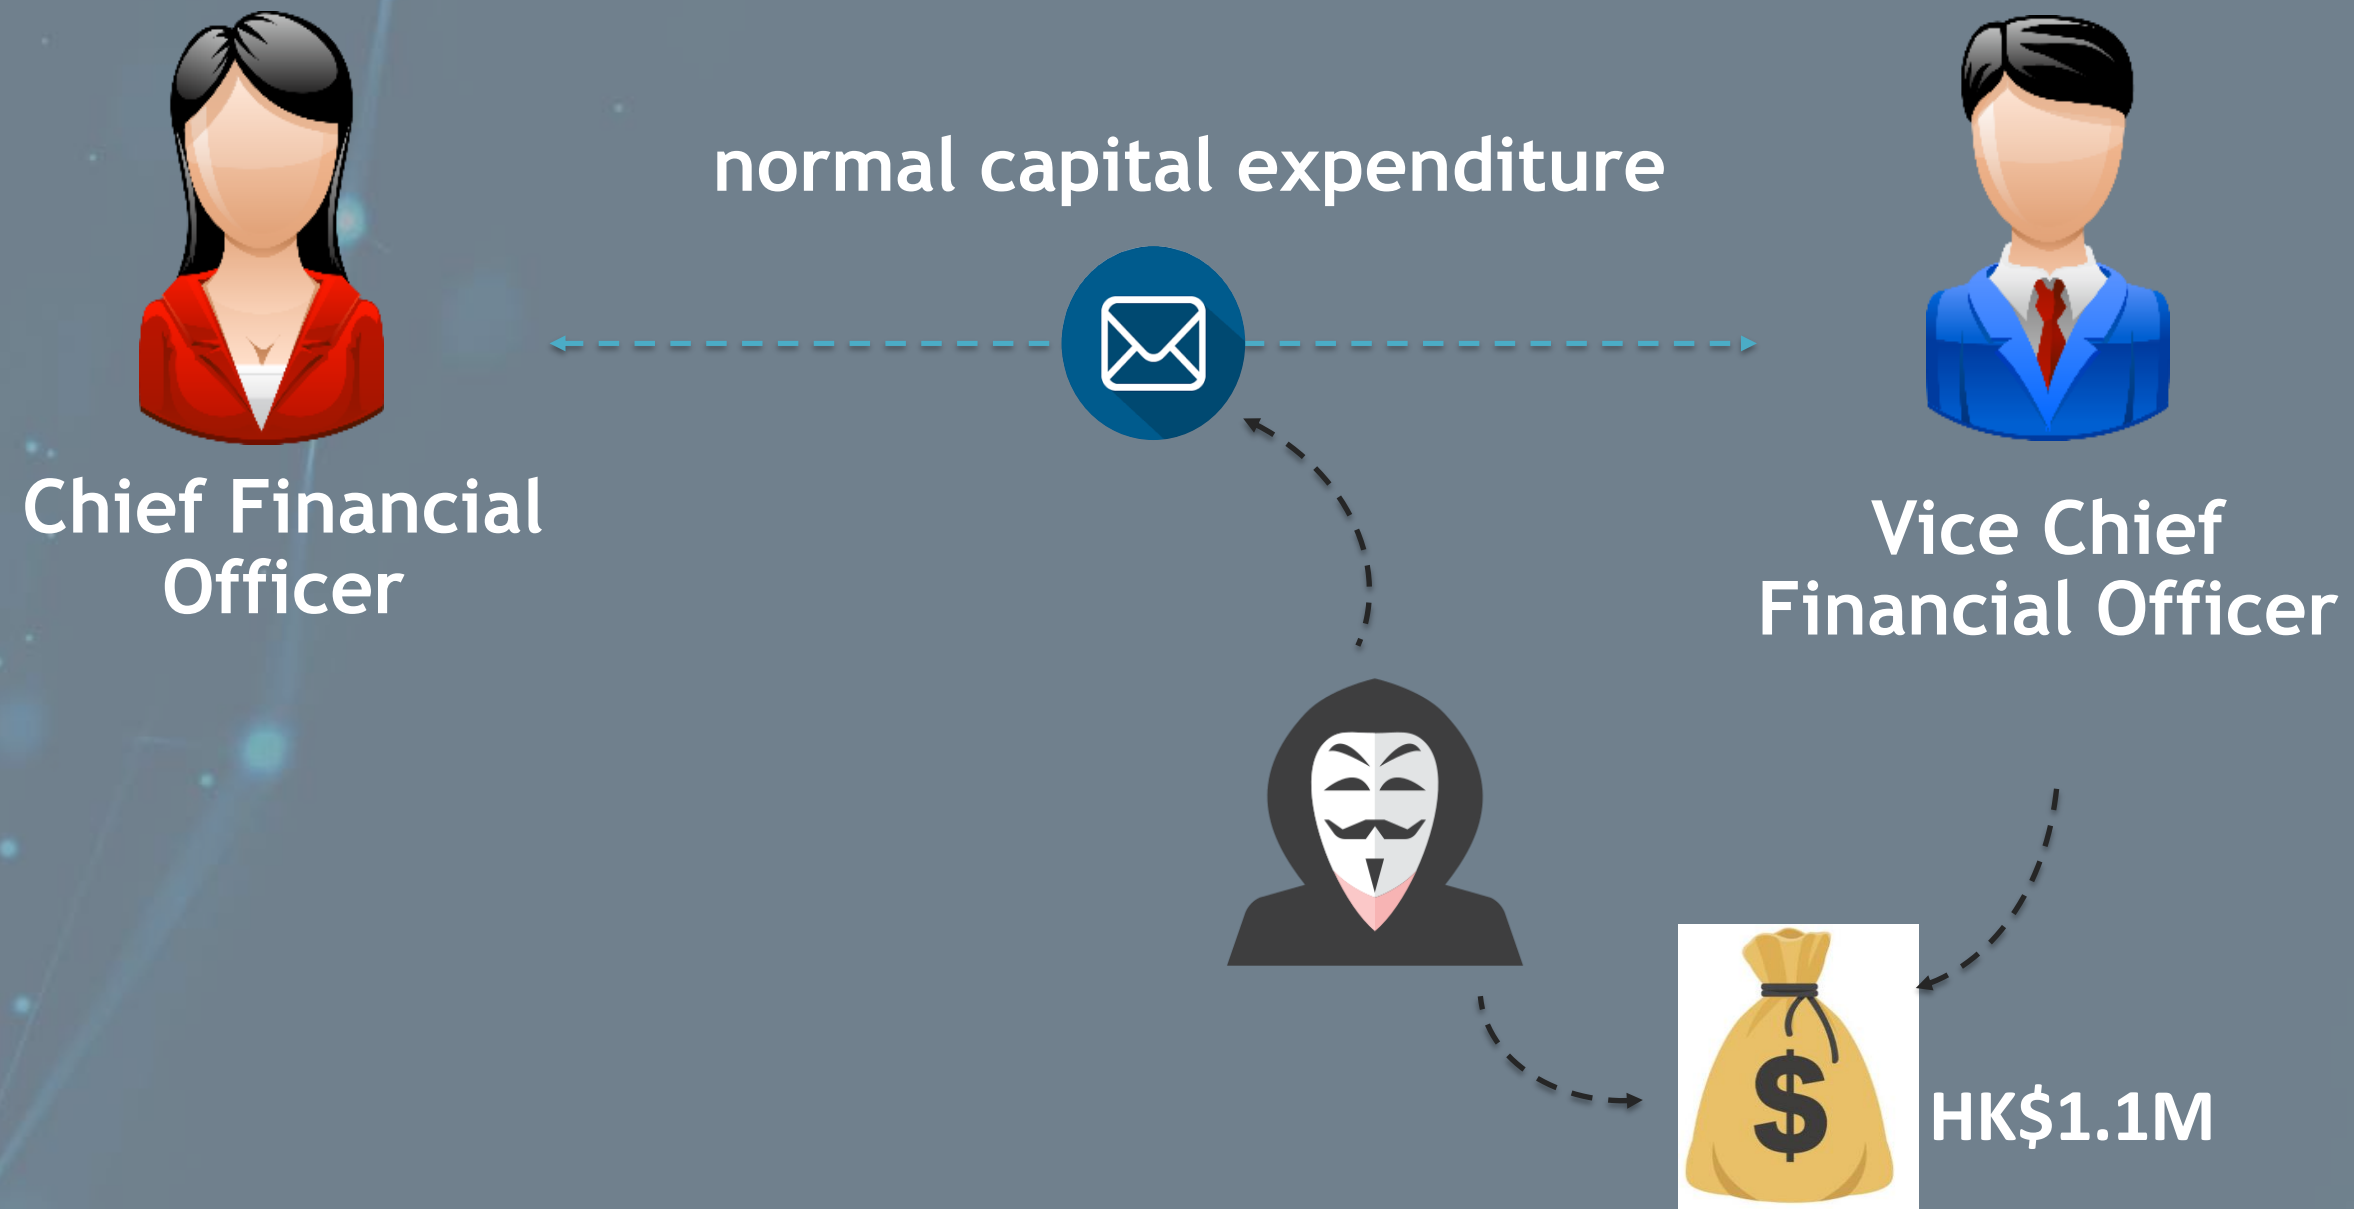 normal capital expenditure
Chief Financial
Officer
Vice Chief
Financial Officer
$
HK$1.1M